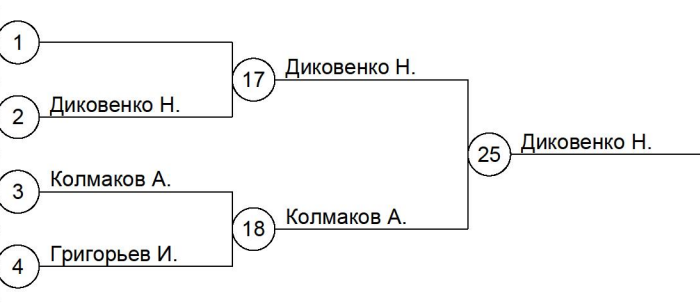 1
Диковенко Н.
17
2
Диковенко Н.
25
Диковенко Н.
3
Колмаков А.
18
Колмаков А.
4
Григорьев И.